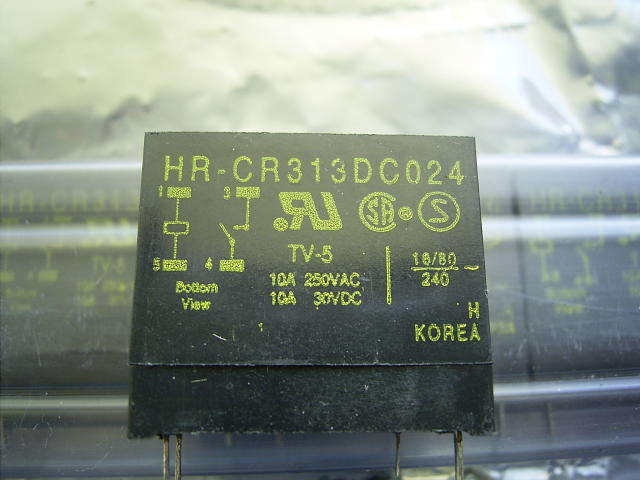 HR-CR313DC024
1 3
5 4
Bottom
View
TV-5
10A 250VAC
10A 30VDC
16/80
240 ~
H
KOREA